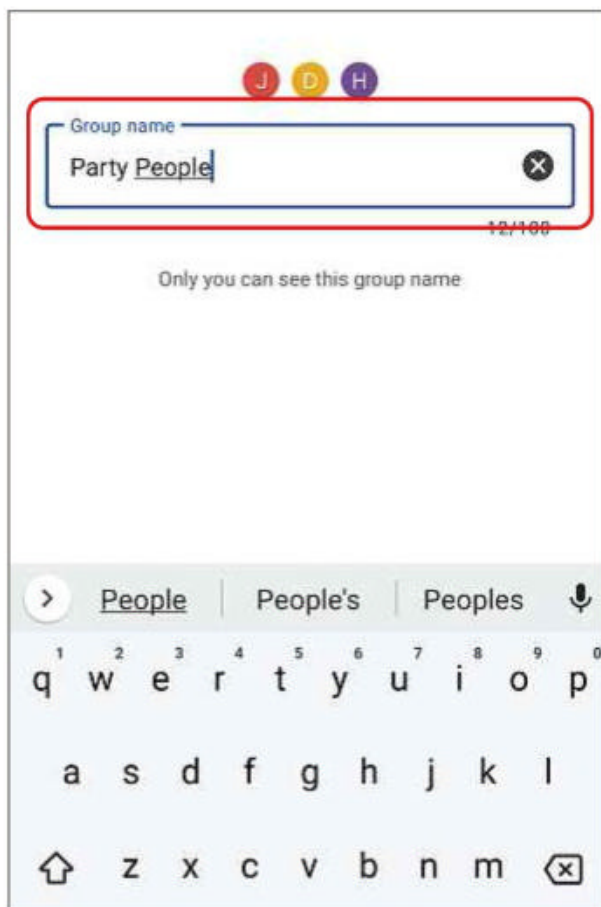 J D H
Group name
Party People
12/100
Only you can see this group name
People People's Peoples
1 2 3 4 5 6 7 8 9 0
q w e r t y u i o p
a s d f g h j k l
z x c v b n m